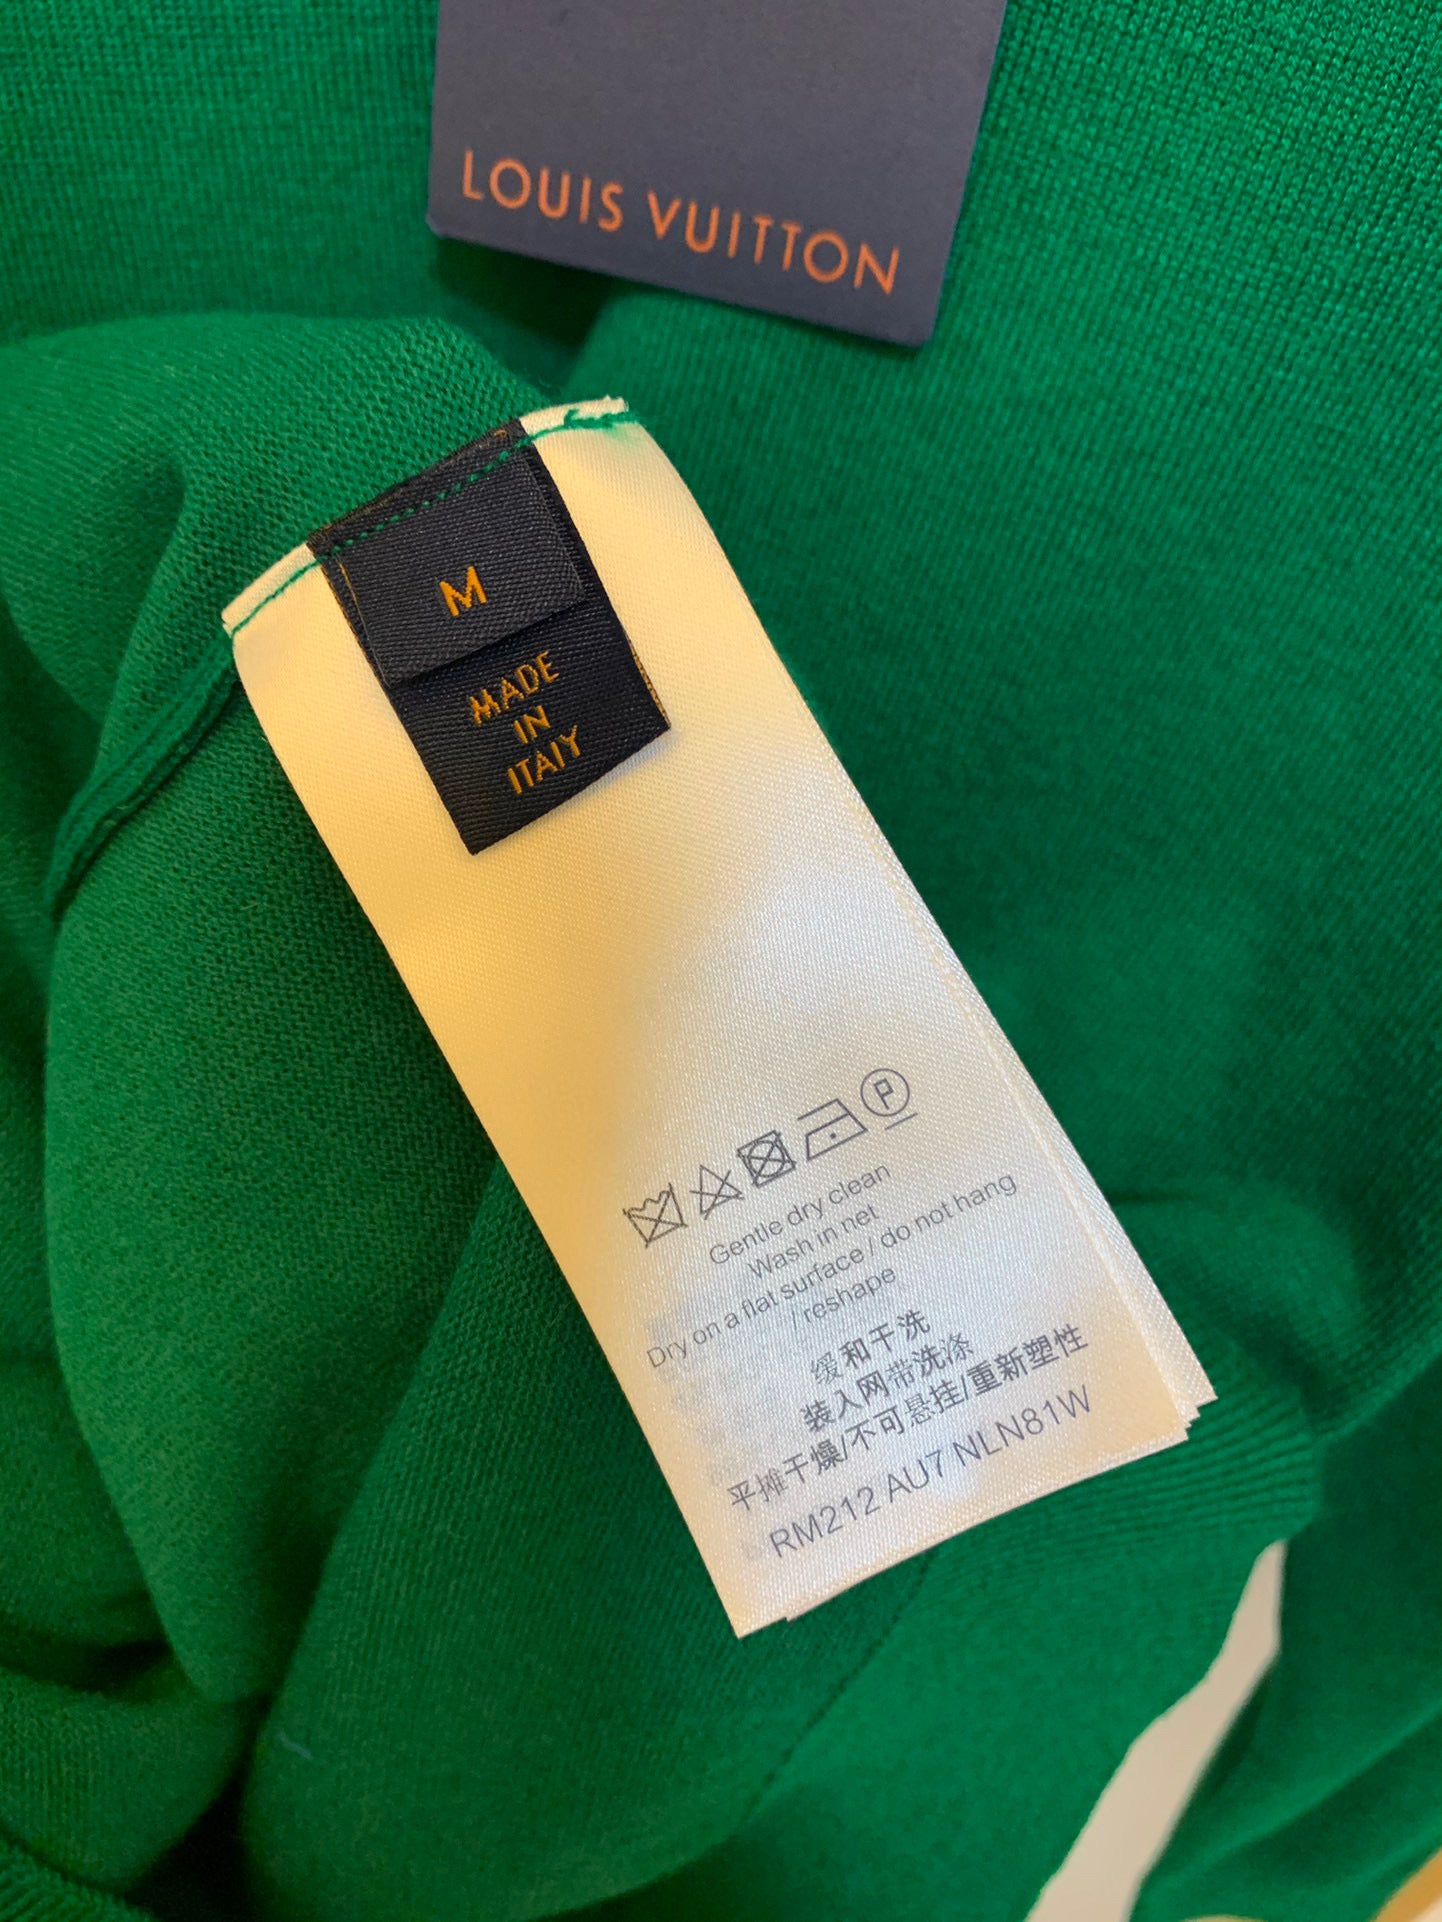 LOUIS VUITTON
M
MADE
IN
ITALY
P
Gentle dry clean
Wash in net
Dry on a flat surface / do not hang
/ reshape
缓和干洗
装入网带洗涤
平摊干燥/不可悬挂/重新塑性
RM212 AU7 NLN81W